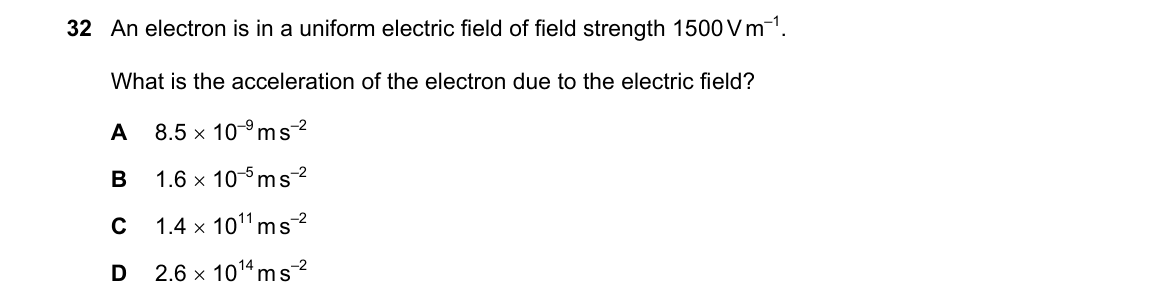 32 An electron is in a uniform electric field of field strength 1500 V m⁻¹.
What is the acceleration of the electron due to the electric field?
A 8.5 × 10⁻⁹ m s⁻²
B 1.6 × 10⁻⁵ m s⁻²
C 1.4 × 10¹¹ m s⁻²
D 2.6 × 10¹⁴ m s⁻²